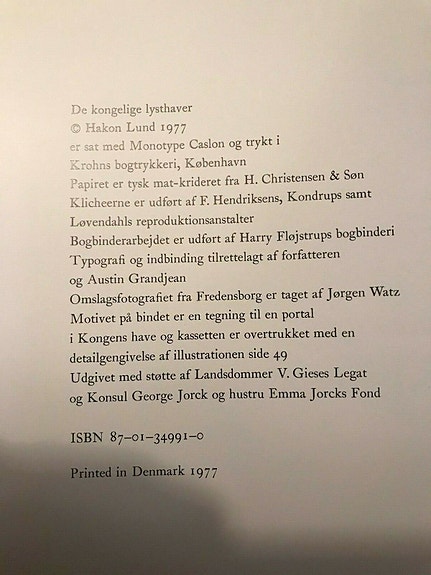 De kongelige lysthaver
© Hakon Lund 1977
er sat med Monotype Caslon og trykt i
Krohns bogtrykkeri, København
Papiret er tysk mat-krideret fra H. Christensen & Søn
Klicheerne er udført af F. Hendriksens, Kondrups samt
Løvendahls reproduktionsanstalter
Bogbinderarbejdet er udført af Harry Fløjstrups bogbinderi
Typografi og indbinding tilrettelagt af forfatteren
og Austin Grandjean
Omslagsfotografiet fra Fredensborg er taget af Jørgen Watz
Motivet på bindet er en tegning til en portal
i Kongens have og kassetten er overtrukket med en
detailgengivelse af illustrationen side 49
Udgivet med støtte af Landsdommer V. Gieses Legat
og Konsul George Jorck og hustru Emma Jorcks Fond
ISBN 87–01–34991–0
Printed in Denmark 1977